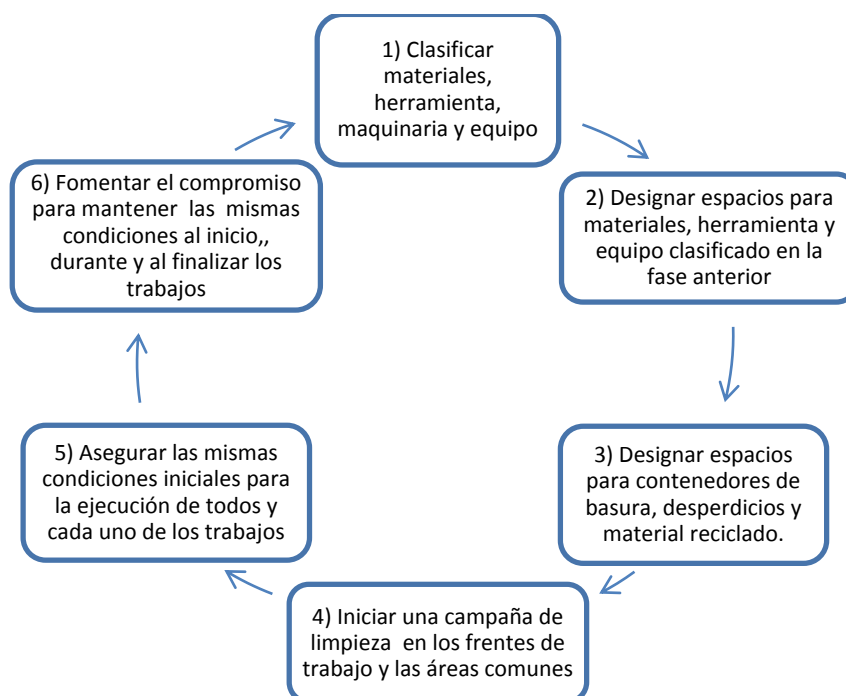 1) Clasificar
materiales,
herramienta,
maquinaria y equipo
2) Designar espacios para
materiales, herramienta y
equipo clasificado en la
fase anterior
3) Designar espacios
para contenedores de
basura, desperdicios y
material reciclado.
4) Iniciar una campaña de
limpieza  en los frentes de
trabajo y las áreas comunes
5) Asegurar las mismas
condiciones iniciales para
la ejecución de todos y
cada uno de los trabajos
6) Fomentar el compromiso
para mantener  las  mismas
condiciones al inicio,,
durante y al finalizar los
trabajos